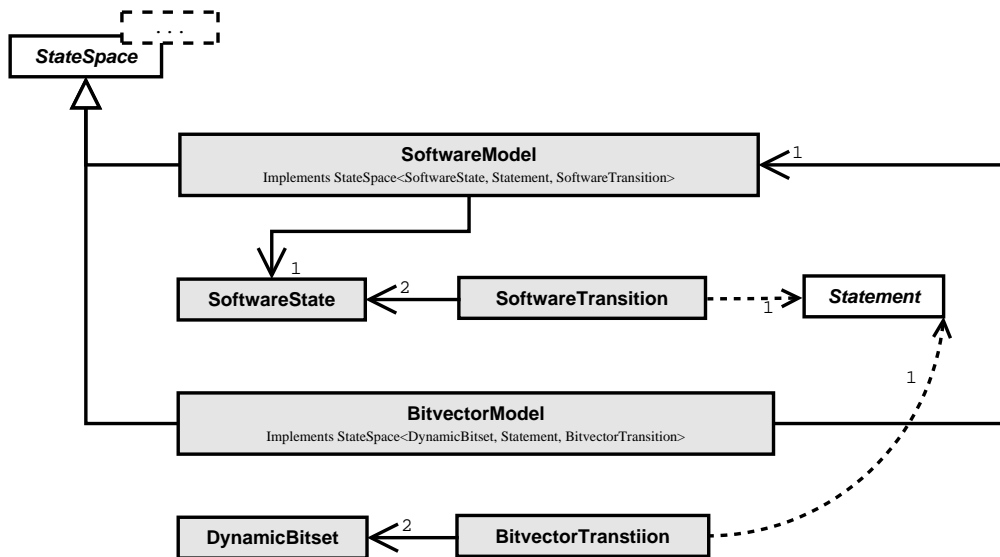 . . .
StateSpace
SoftwareModel
Implements StateSpace<SoftwareState, Statement, SoftwareTransition>
1
1
SoftwareState
2
SoftwareTransition
1
Statement
1
BitvectorModel
Implements StateSpace<DynamicBitset, Statement, BitvectorTransition>
DynamicBitset
2
BitvectorTranstiion